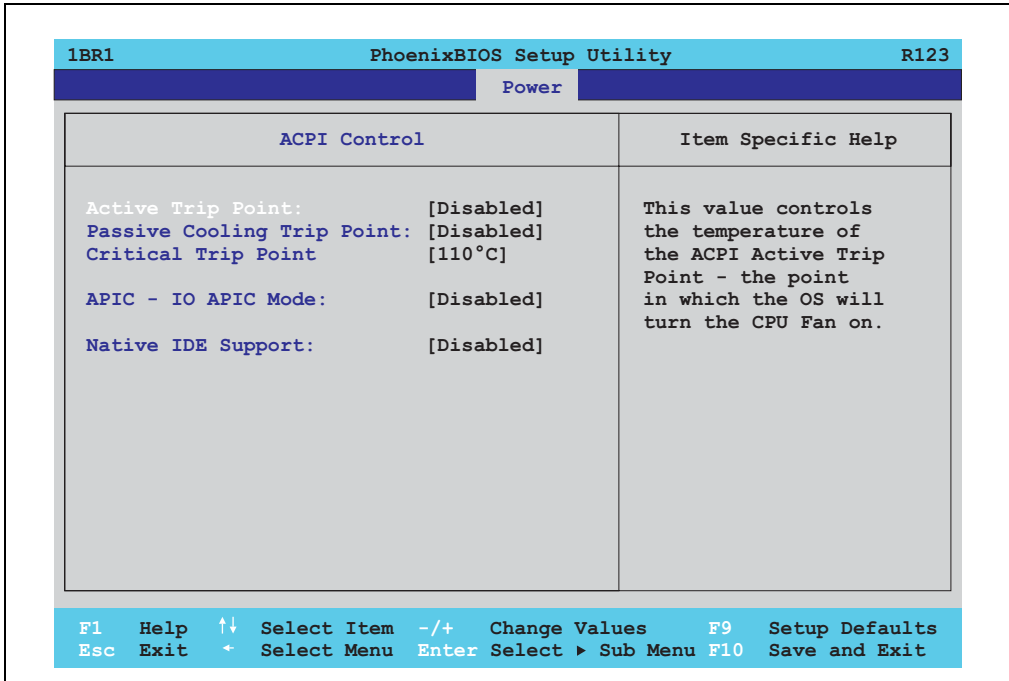 1BR1 PhoenixBIOS Setup Utility R123
Power
ACPI Control
Active Trip Point: [Disabled]
Passive Cooling Trip Point: [Disabled]
Critical Trip Point [110°C]
APIC - IO APIC Mode: [Disabled]
Native IDE Support: [Disabled]
Item Specific Help
This value controls
the temperature of
the ACPI Active Trip
Point - the point
in which the OS will
turn the CPU Fan on.
F1 Help ↑↓ Select Item -/+ Change Values F9 Setup Defaults
Esc Exit ← Select Menu Enter Select ▶ Sub Menu F10 Save and Exit